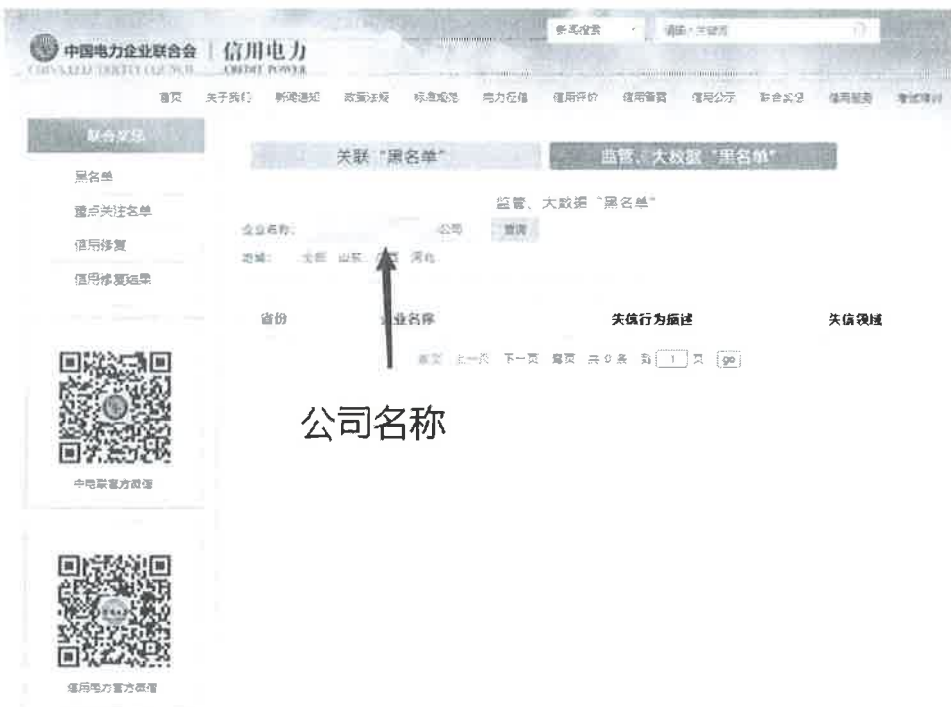 中国电力企业联合会 | 信用电力
CREDIT POWER
新闻搜索
首页 关于我们 新闻通知 政策法规 标准规范 电力征信 信用评价 信用公示 联合奖惩 信用服务
联合奖惩
黑名单
重点关注名单
信用修复
信用修复结果
关联“黑名单”
监管、大数据“黑名单”
监管、大数据“黑名单”
企业名称: 公司 查询
地域: 全部 山东 河北
省份 企业名称 失信行为描述 失信领域
首页 上一页 下一页 尾页 共 0 条 到 1 页 go
公司名称
中电联官方微信
信用电力官方微信